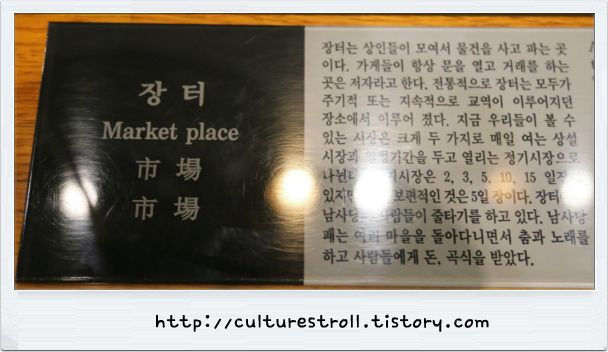 장터
Market place
市場
市場
장터는 상인들이 모여서 물건을 사고 파는 곳
이다. 가게들이 항상 문을 열고 거래를 하는
곳은 저자라고 한다. 전통적으로 장터는 모두가
주기적 또는 지속적으로 교역이 이루어지던
장소에서 이루어 졌다. 지금 우리들이 볼 수
있는 시장은 크게 두 가지로 매일 여는 상설
시장과 일정기간을 두고 열리는 정기시장으로
나뉜다. 2, 3, 5, 10, 15 일장
보편적인 것은 5일 장이다. 장터
남사당 사람들이 줄타기를 하고 있다. 남사당
패는 여러 마을을 돌아다니면서 춤과 노래를
하고 사람들에게 돈, 곡식을 받았다.
http://culturestroll.tistory.com